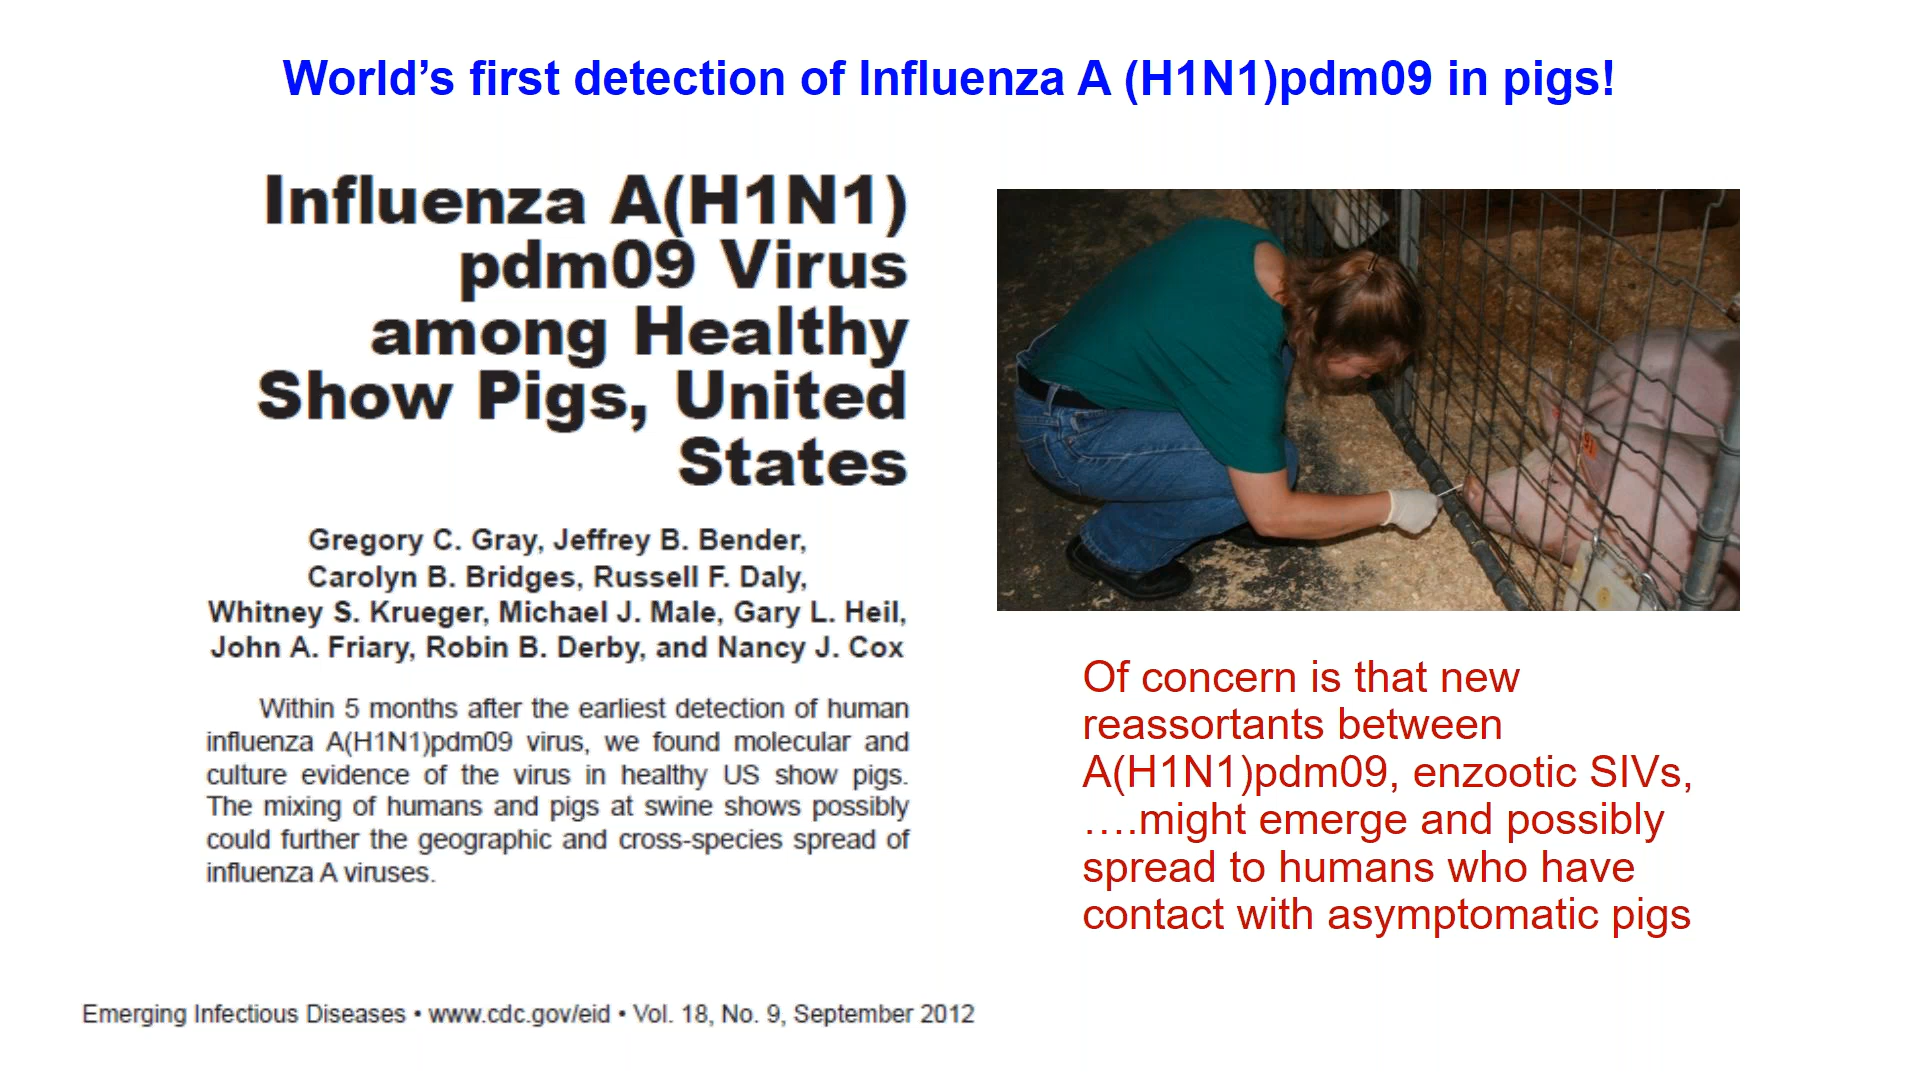 World’s first detection of Influenza A (H1N1)pdm09 in pigs!
Influenza A(H1N1)
pdm09 Virus
among Healthy
Show Pigs, United
States
Gregory C. Gray, Jeffrey B. Bender,
Carolyn B. Bridges, Russell F. Daly,
Whitney S. Krueger, Michael J. Male, Gary L. Heil,
John A. Friary, Robin B. Derby, and Nancy J. Cox
Within 5 months after the earliest detection of human
influenza A(H1N1)pdm09 virus, we found molecular and
culture evidence of the virus in healthy US show pigs.
The mixing of humans and pigs at swine shows possibly
could further the geographic and cross-species spread of
influenza A viruses.
Of concern is that new
reassortants between
A(H1N1)pdm09, enzootic SIVs,
….might emerge and possibly
spread to humans who have
contact with asymptomatic pigs
Emerging Infectious Diseases • www.cdc.gov/eid • Vol. 18, No. 9, September 2012